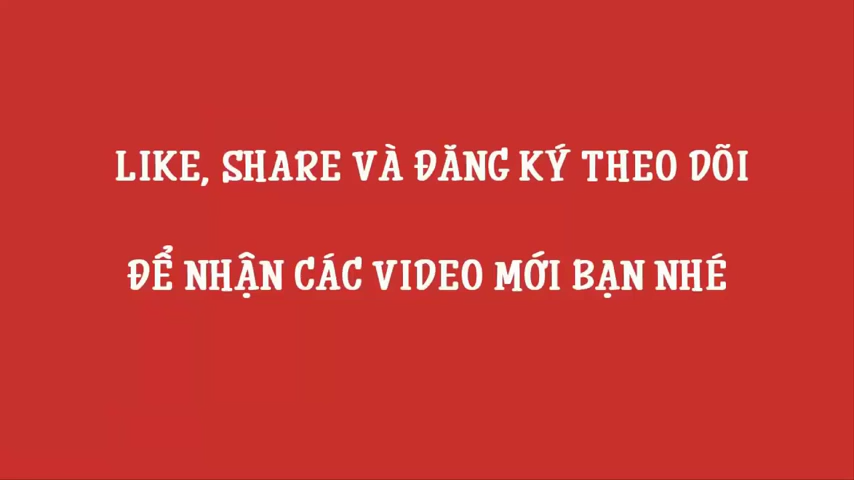 LIKE, SHARE VÀ ĐĂNG KÝ THEO DÕI
ĐỂ NHẬN CÁC VIDEO MỚI BẠN NHÉ